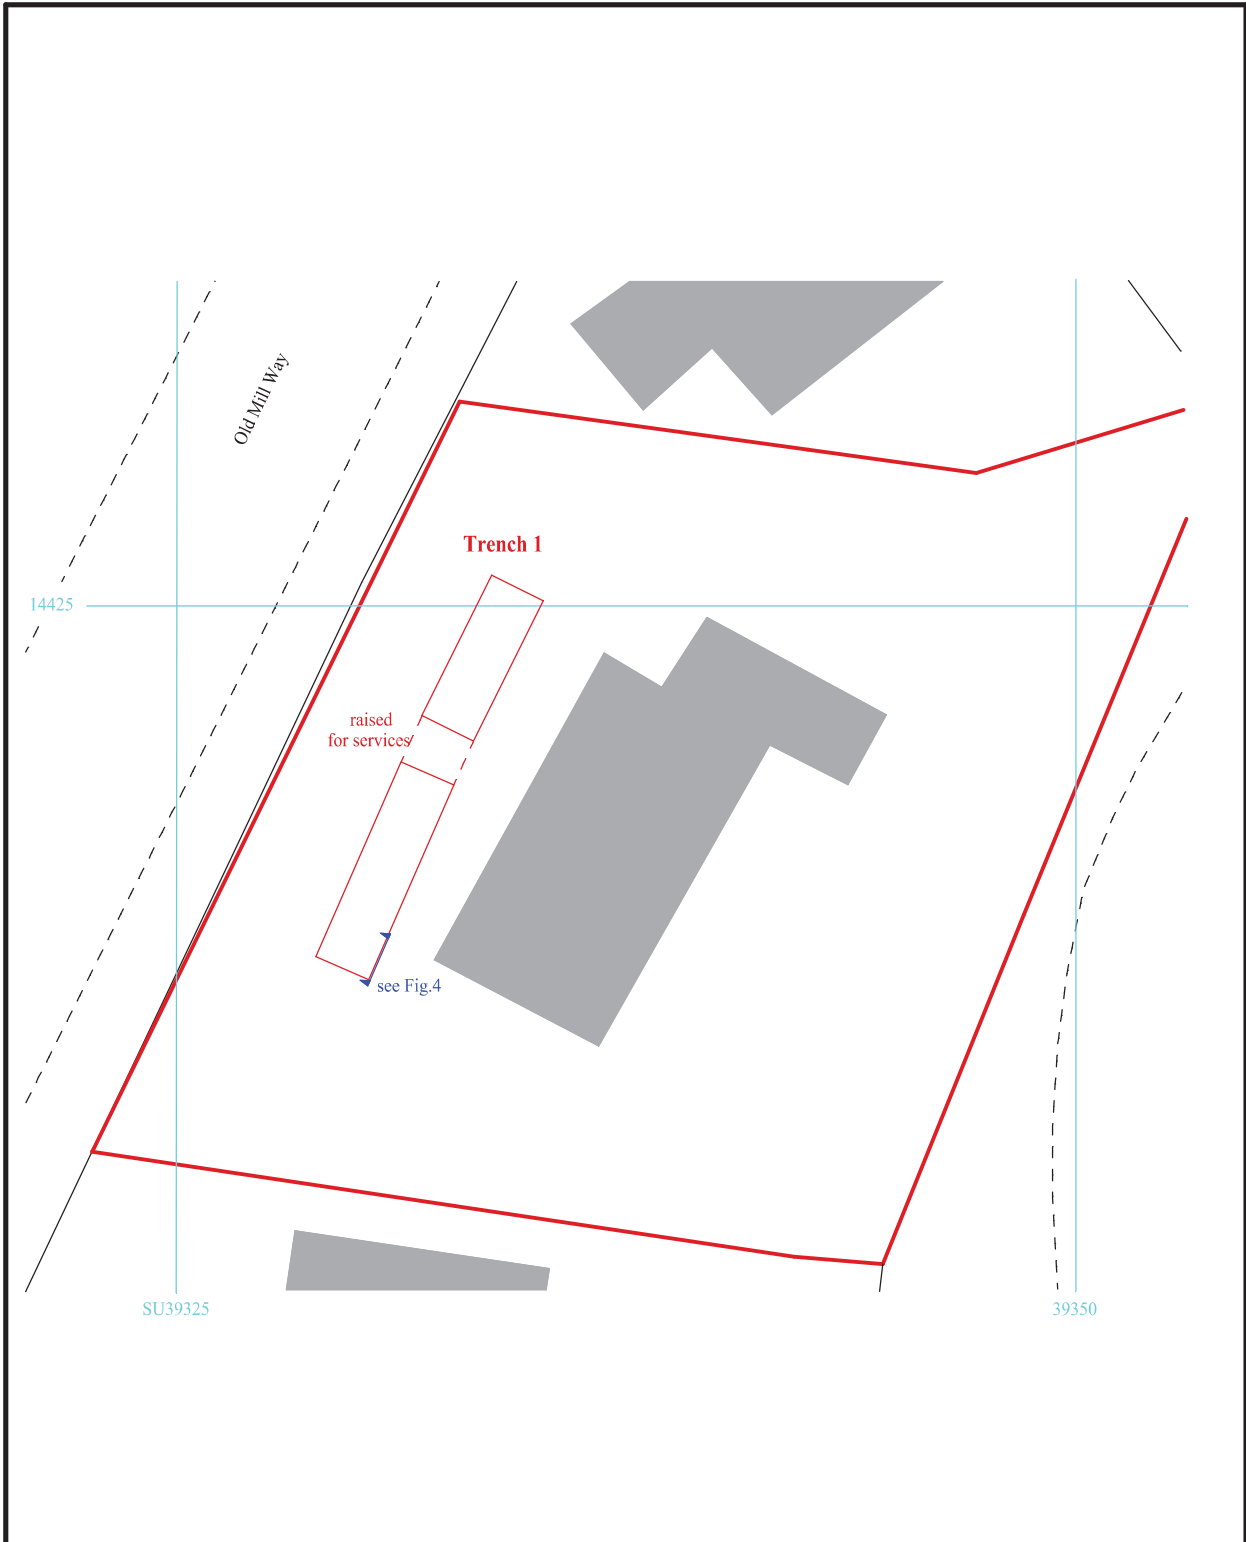 Old Mill Way
Trench 1
14425
raised
for services
see Fig.4
SU39325
39350